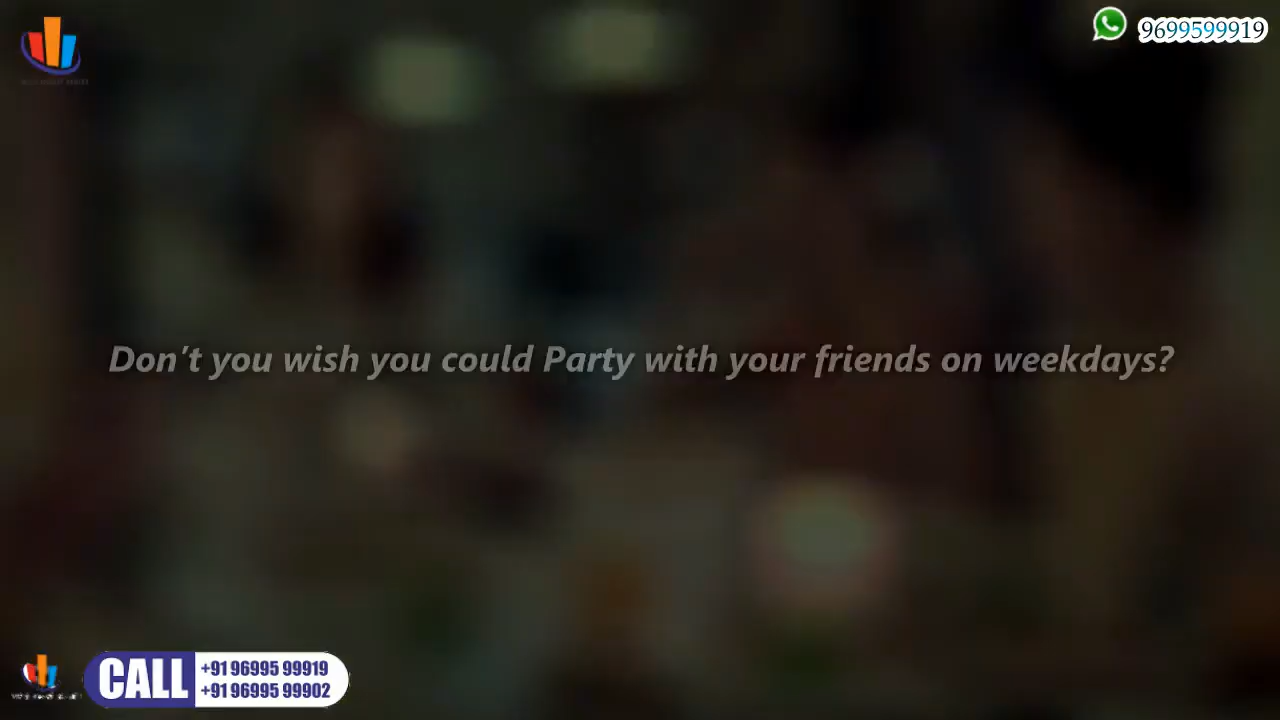 9699599919
Don't you wish you could Party with your friends on weekdays?
CALL
+91 96995 99919
+91 96995 99902